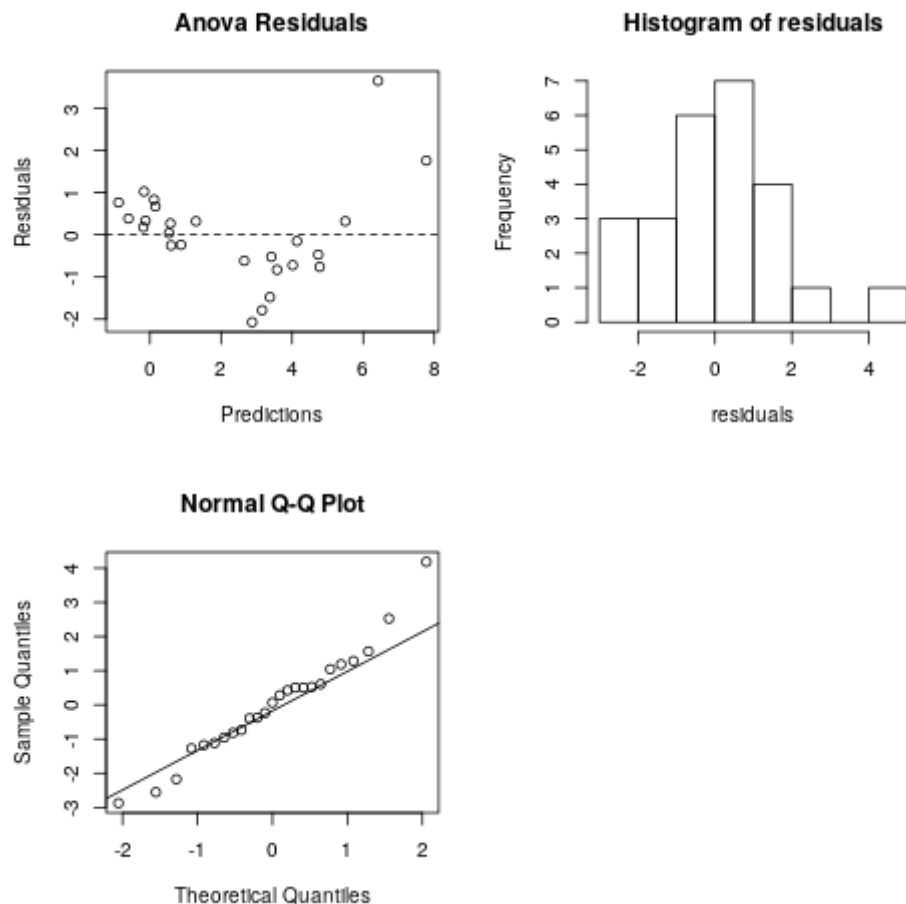 Anova Residuals
Residuals
3
2
1
0
-1
-2
0 2 4 6 8
Predictions
Histogram of residuals
Frequency
7
6
5
4
3
2
1
0
-2 0 2 4
residuals
Normal Q-Q Plot
Sample Quantiles
4
3
2
1
0
-1
-2
-3
-2 -1 0 1 2
Theoretical Quantiles